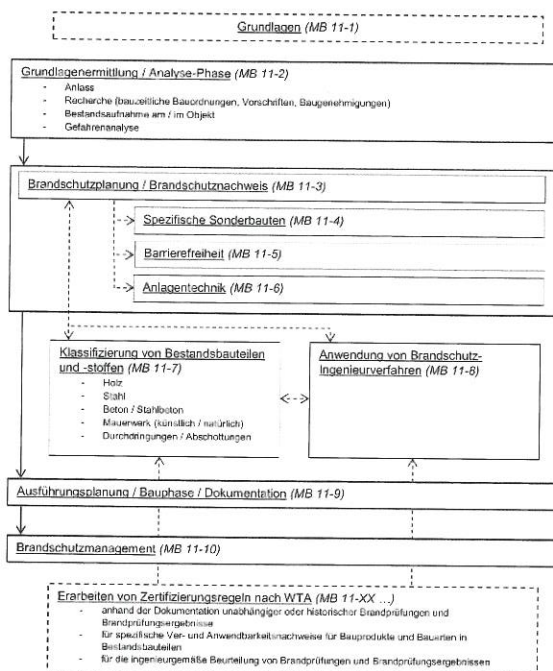 Grundlagen (MB 11-1)
Grundlagenermittlung / Analyse-Phase (MB 11-2)
- Anlass
- Recherche (bauzeitliche Bauordnungen, Vorschriften, Baugenehmigungen)
- Bestandsaufnahme am / im Objekt
- Gefahrenanalyse
Brandschutzplanung / Brandschutznachweis (MB 11-3)
Spezifische Sonderbauten (MB 11-4)
Barrierefreiheit (MB 11-5)
Anlagentechnik (MB 11-6)
Klassifizierung von Bestandsbauteilen
und -stoffen (MB 11-7)
- Holz
- Stahl
- Beton / Stahlbeton
- Mauerwerk (künstlich / natürlich)
- Durchdringungen / Abschottungen
Anwendung von Brandschutz-
Ingenieurverfahren (MB 11-8)
Ausführungsplanung / Bauphase / Dokumentation (MB 11-9)
Brandschutzmanagement (MB 11-10)
Erarbeiten von Zertifizierungsregeln nach WTA (MB 11-XX ...)
- anhand der Dokumentation unabhängiger oder historischer Brandprüfungen und
Brandprüfungsergebnisse
- für spezifische Ver- und Anwendbarkeitsnachweise für Bauprodukte und Bauarten in
Bestandsbauteilen
- für die ingenieurgemäße Beurteilung von Brandprüfungen und Brandprüfungsergebnissen